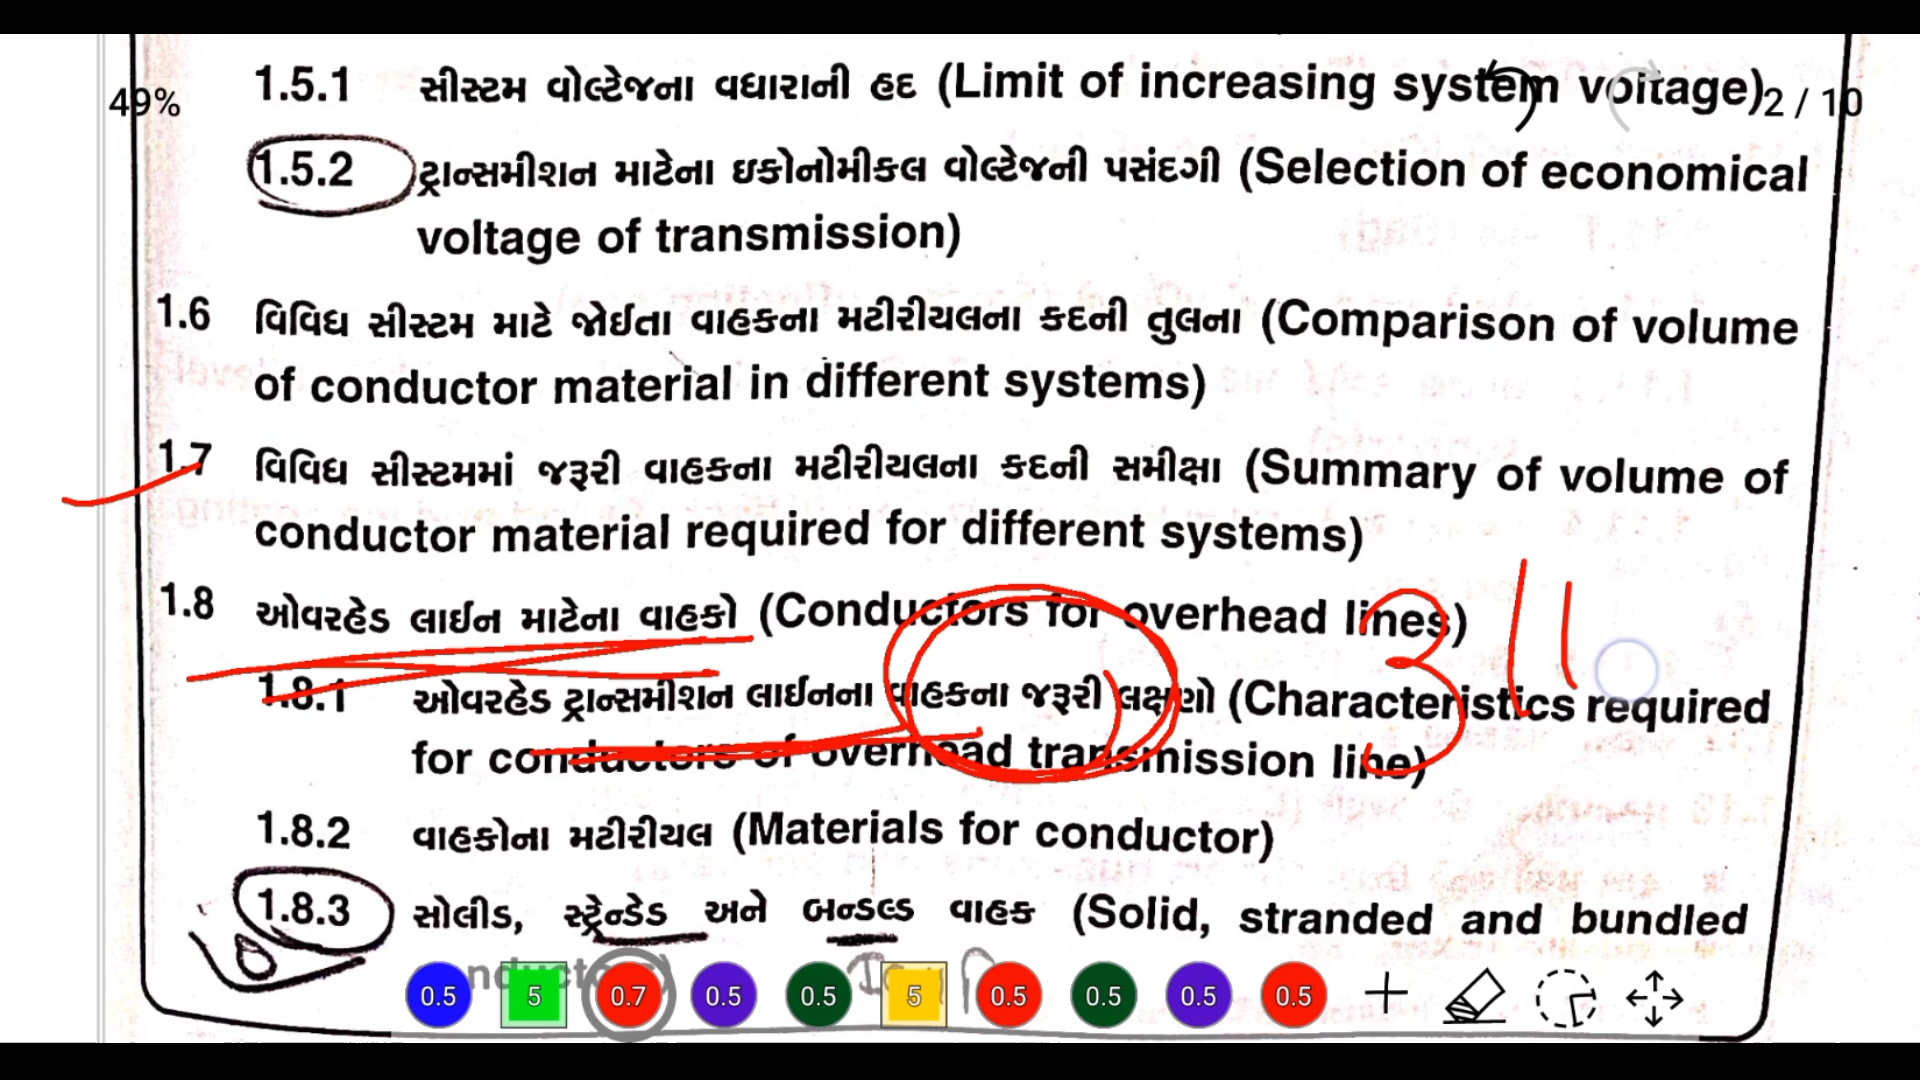 1.5.1 સીસ્ટમ વોલ્ટેજના વધારાની હદ (Limit of increasing system voltage)
49% 2 / 10
1.5.2 ટ્રાન્સમીશન માટેના ઇકોનોમીકલ વોલ્ટેજની પસંદગી (Selection of economical
voltage of transmission)
1.6 વિવિધ સીસ્ટમ માટે જોઈતા વાહકના મટીરીયલના કદની તુલના (Comparison of volume
of conductor material in different systems)
1.7 વિવિધ સીસ્ટમમાં જરૂરી વાહકના મટીરીયલના કદની સમીક્ષા (Summary of volume of
conductor material required for different systems)
1.8 ઓવરહેડ લાઈન માટેના વાહકો (Conductors for overhead lines)
1.8.1 ઓવરહેડ ટ્રાન્સમીશન લાઈનના વાહકના જરૂરી લક્ષણો (Characteristics required
for conductors of overhead transmission line)
1.8.2 વાહકોના મટીરીયલ (Materials for conductor)
1.8.3 સોલીડ, સ્ટ્રેન્ડેડ અને બન્ડલ્ડ વાહક (Solid, stranded and bundled
0.5 5 0.7 0.5 0.5 5 0.5 0.5 0.5 0.5